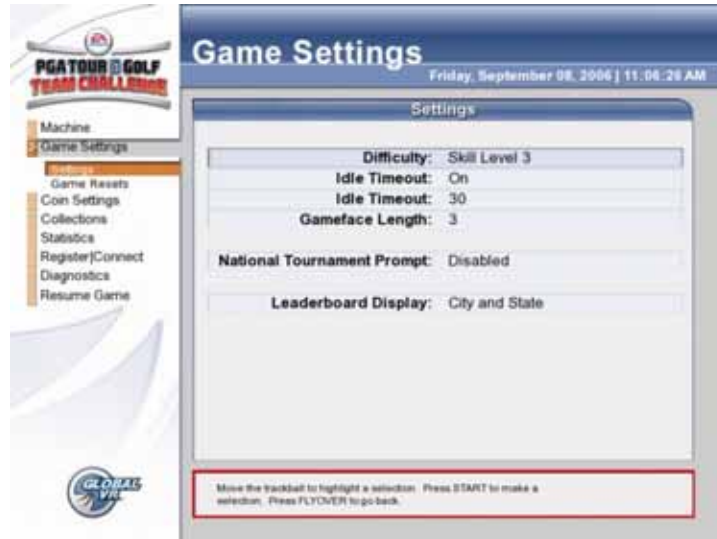 EA
PGA TOUR GOLF
TEAM CHALLENGE
Game Settings
Friday, September 08, 2006 | 11:06:26 AM
Machine
Game Settings
Settings
Game Resets
Coin Settings
Collections
Statistics
Register|Connect
Diagnostics
Resume Game
Settings
Difficulty: Skill Level 3
Idle Timeout: On
Idle Timeout: 30
Gameface Length: 3
National Tournament Prompt: Disabled
Leaderboard Display: City and State
GLOBAL
VR
Move the trackball to highlight a selection. Press START to make a
selection. Press FLYOVER to go back.